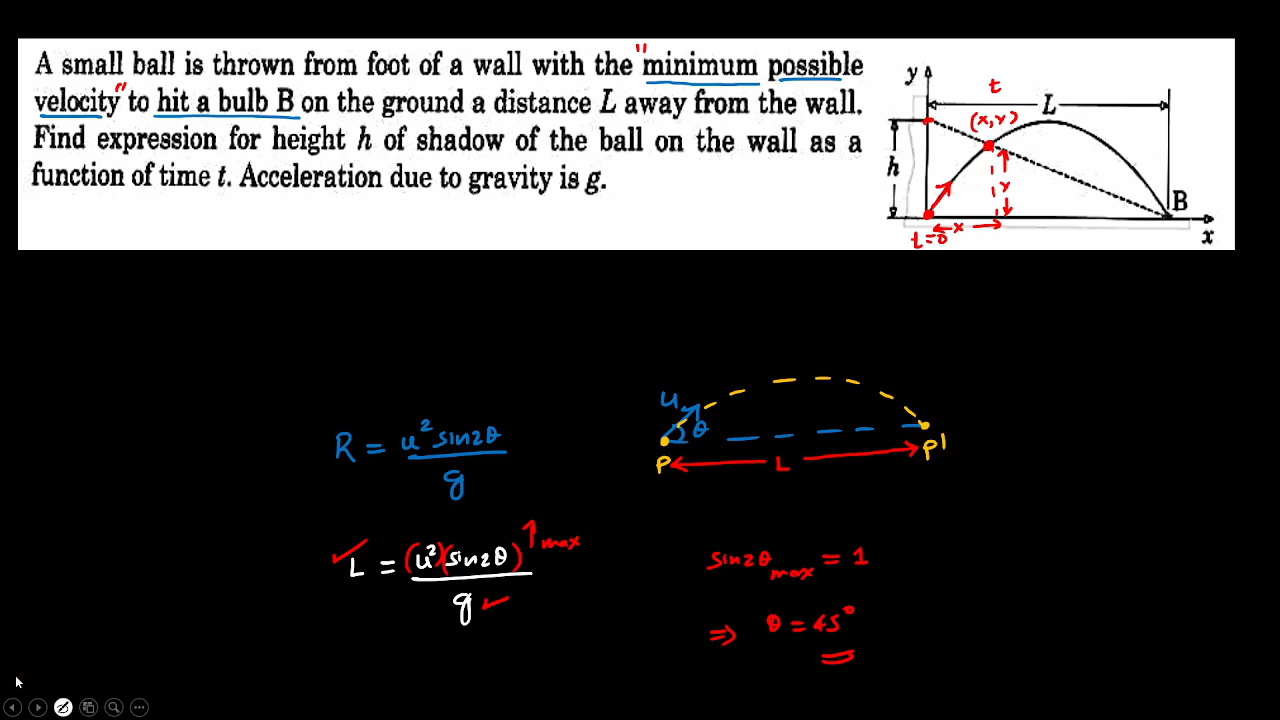 A small ball is thrown from foot of a wall with the "minimum possible
velocity" to hit a bulb B on the ground a distance L away from the wall.
Find expression for height h of shadow of the ball on the wall as a
function of time t. Acceleration due to gravity is g.
y
t
L
(x,y)
h
y
B
t=0
x
x
R = u² sin2θ / g
u
θ
P
L
P'
L = (u²)(sin2θ) / g
max
sin2θ max = 1
⇒ θ = 45°